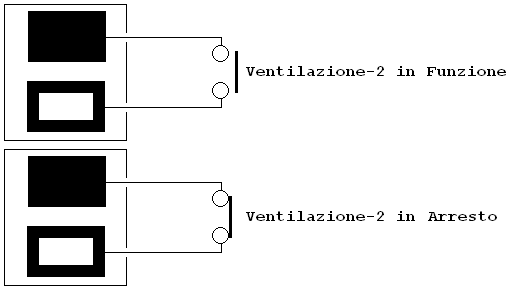 Ventilazione-2 in Funzione
Ventilazione-2 in Arresto